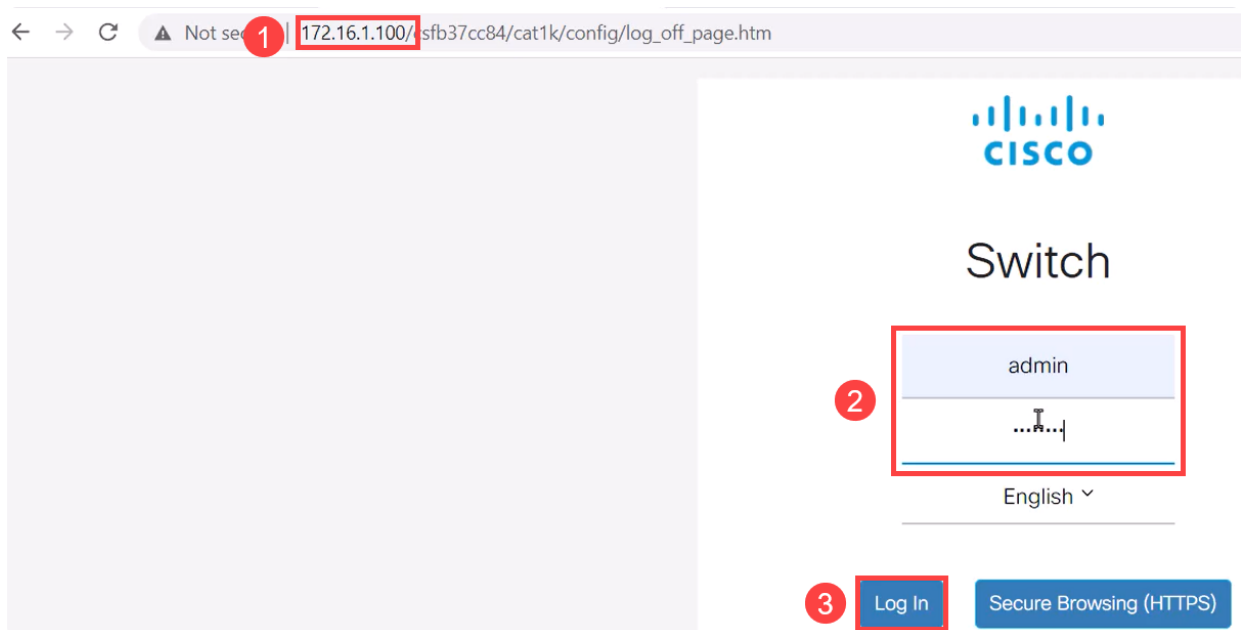 Not se 1 172.16.1.100/ sfb37cc84/cat1k/config/log_off_page.htm
CISCO
Switch
admin
2
English
3 Log In Secure Browsing (HTTPS)